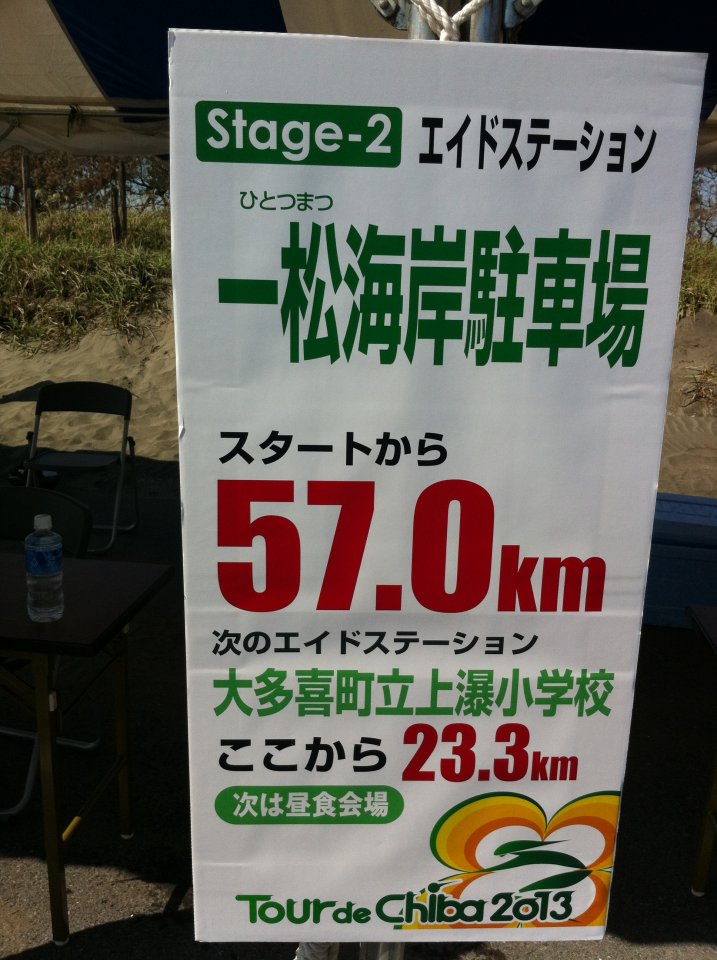 Stage-2 エイドステーション
ひとつまつ
一松海岸駐車場
スタートから
57.0km
次のエイドステーション
大多喜町立上瀑小学校
ここから 23.3km
次は昼食会場
Tour de Chiba 2013